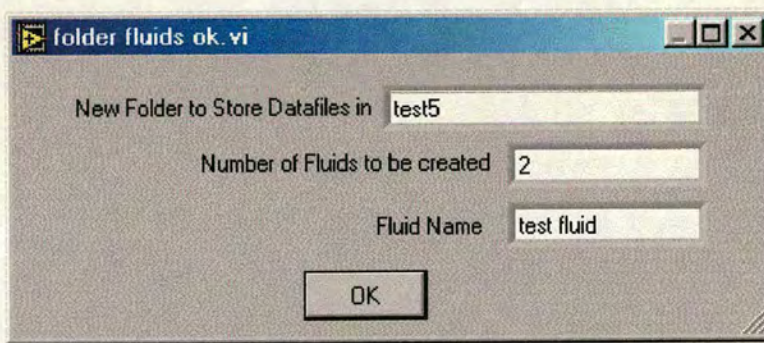 folder fluids ok.vi
New Folder to Store Datafiles in test5
Number of Fluids to be created 2
Fluid Name test fluid
OK